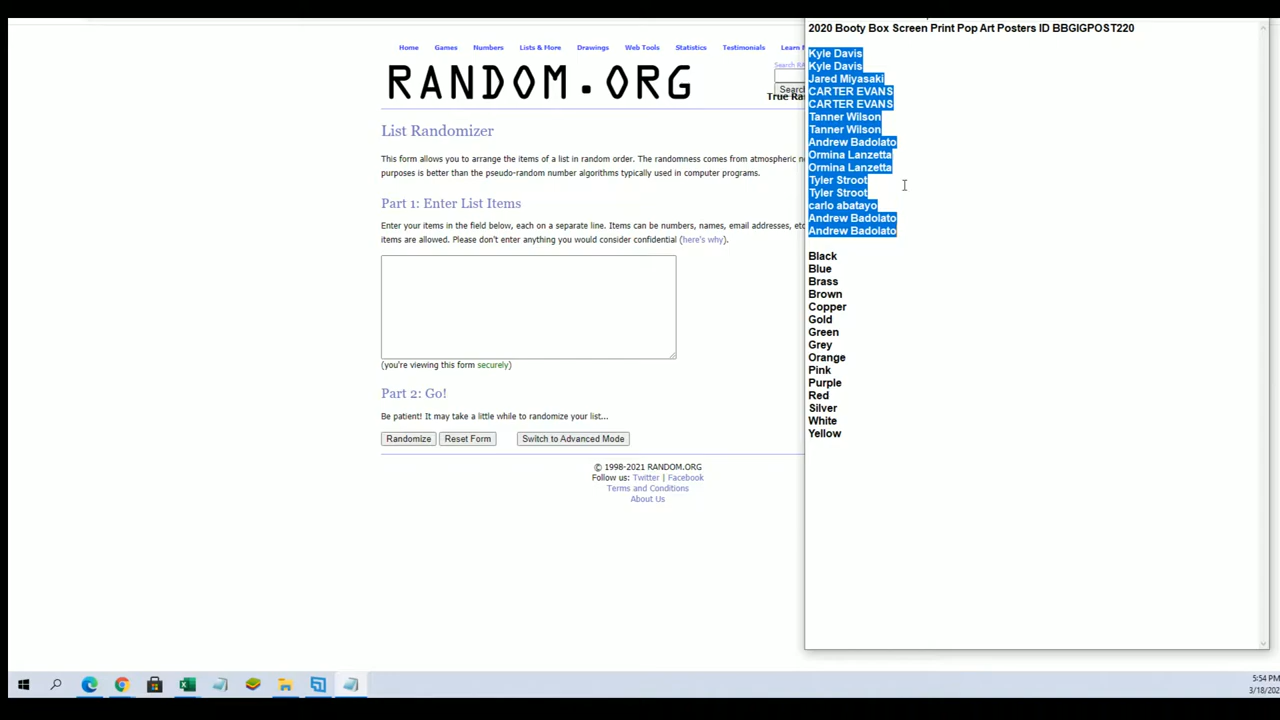 2020 Booty Box Screen Print Pop Art Posters ID BBGIGPOST220
Home Games Numbers Lists & More Drawings Web Tools Statistics Testimonials Learn
RANDOM.ORG
Search
True
List Randomizer
This form allows you to arrange the items of a list in random order. The randomness comes from atmospheric
purposes is better than the pseudo-random number algorithms typically used in computer programs.
Part 1: Enter List Items
Enter your items in the field below, each on a separate line. Items can be numbers, names, email addresses,
items are allowed. Please don't enter anything you would consider confidential (here's why).
(you're viewing this form securely)
Part 2: Go!
Be patient! It may take a little while to randomize your list...
Randomize Reset Form Switch to Advanced Mode
© 1998-2021 RANDOM.ORG
Follow us: Twitter | Facebook
Terms and Conditions
About Us
Kyle Davis
Kyle Davis
Jared Miyasaki
CARTER EVANS
CARTER EVANS
Tanner Wilson
Tanner Wilson
Andrew Badolato
Ormina Lanzetta
Ormina Lanzetta
Tyler Stroot
Tyler Stroot
carlo abatayo
Andrew Badolato
Andrew Badolato
Black
Blue
Brass
Brown
Copper
Gold
Green
Grey
Orange
Pink
Purple
Red
Silver
White
Yellow
5:54 PM
3/18/202